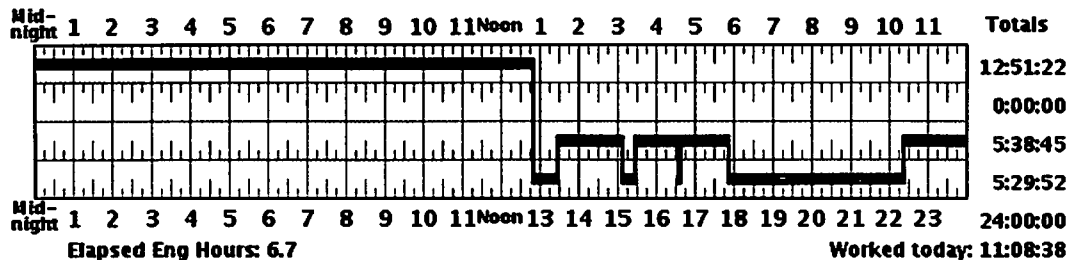 Mid-
night 1 2 3 4 5 6 7 8 9 10 11 Noon 1 2 3 4 5 6 7 8 9 10 11 Totals
12:51:22
0:00:00
5:38:45
5:29:52
Mid-
night 1 2 3 4 5 6 7 8 9 10 11 Noon 13 14 15 16 17 18 19 20 21 22 23 24:00:00
Elapsed Eng Hours: 6.7 Worked today: 11:08:38